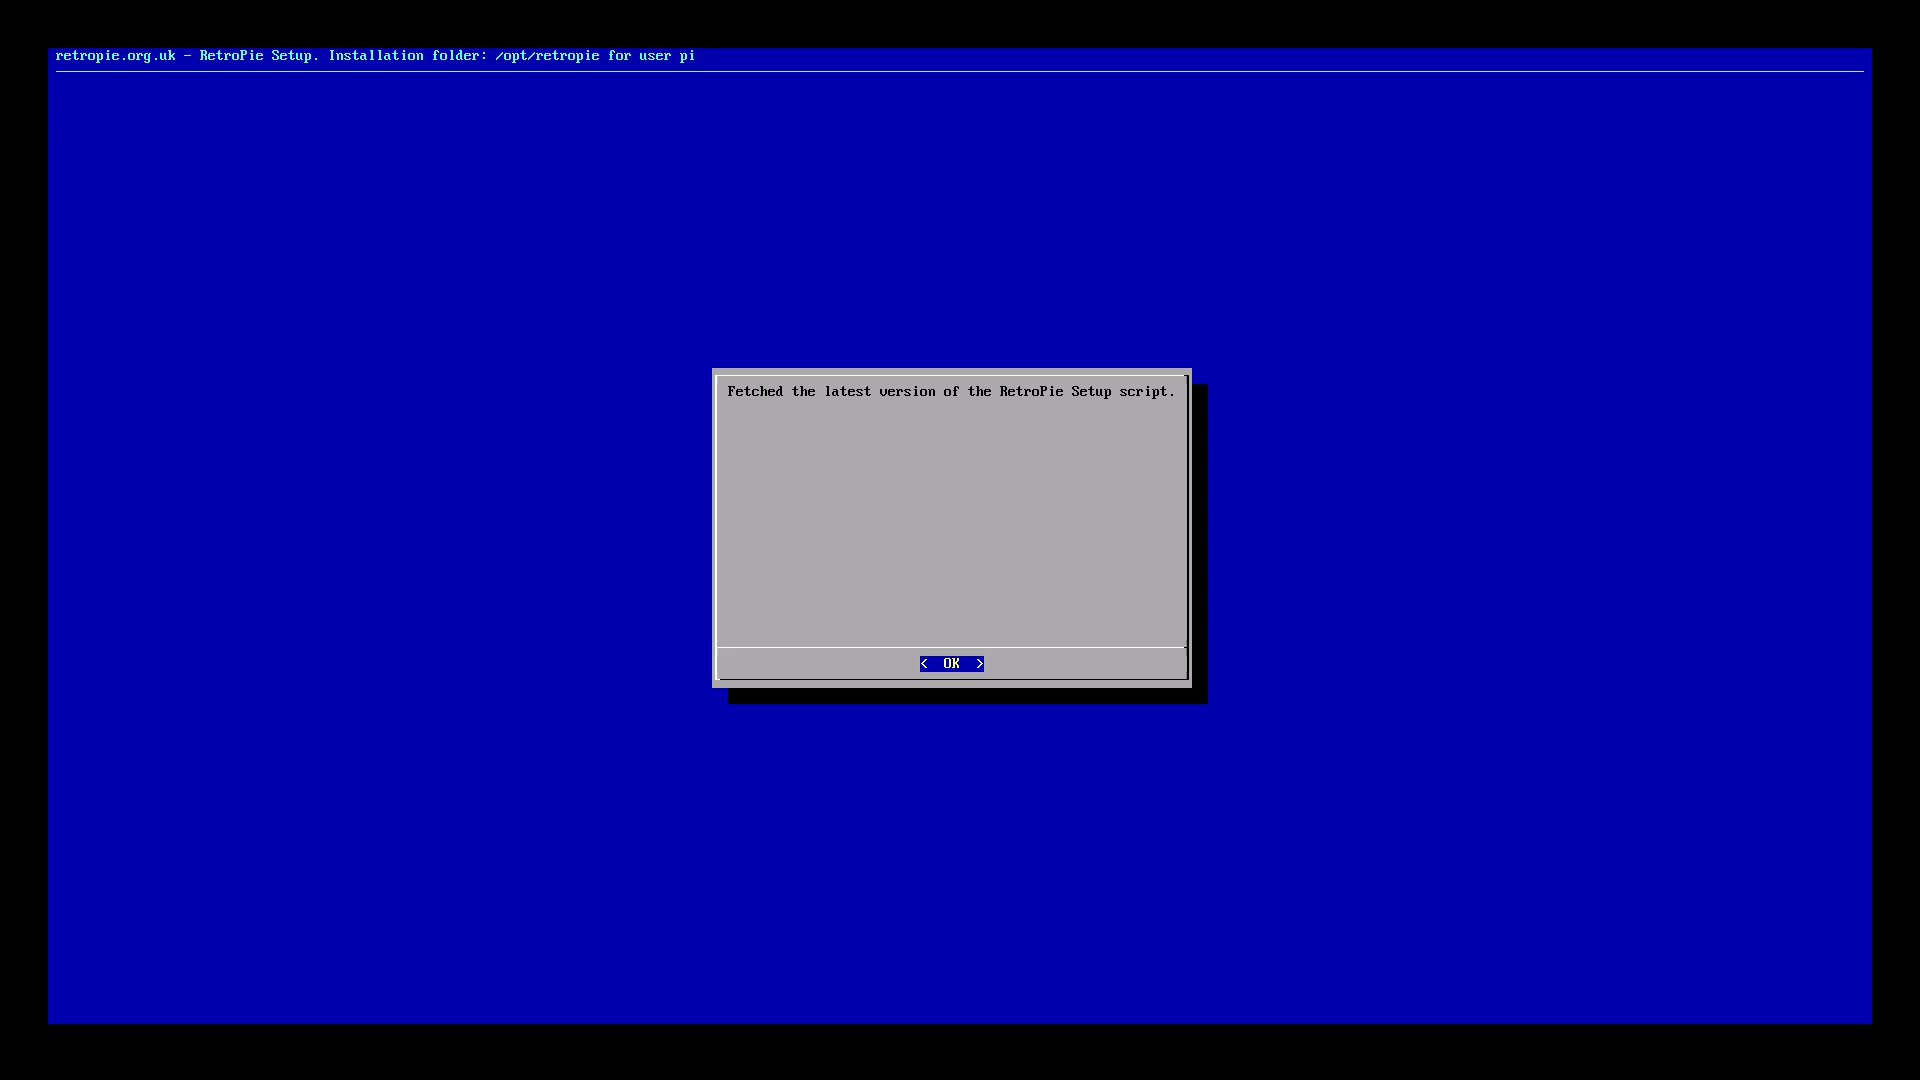 retropie.org.uk - RetroPie Setup. Installation folder: /opt/retropie for user pi
Fetched the latest version of the RetroPie Setup script.
< OK >